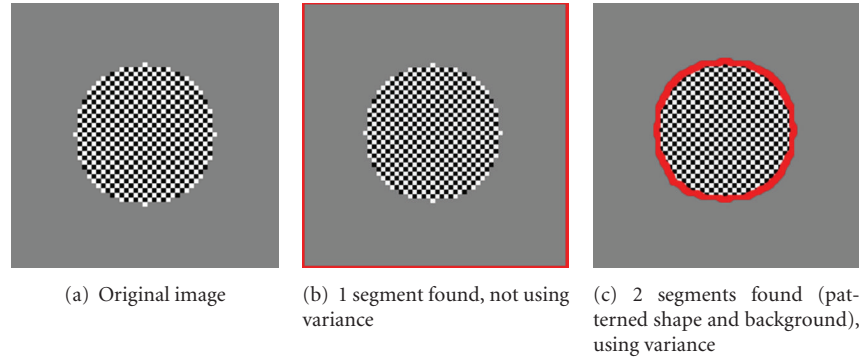 (a) Original image
(b) 1 segment found, not using
variance
(c) 2 segments found (pat-
terned shape and background),
using variance